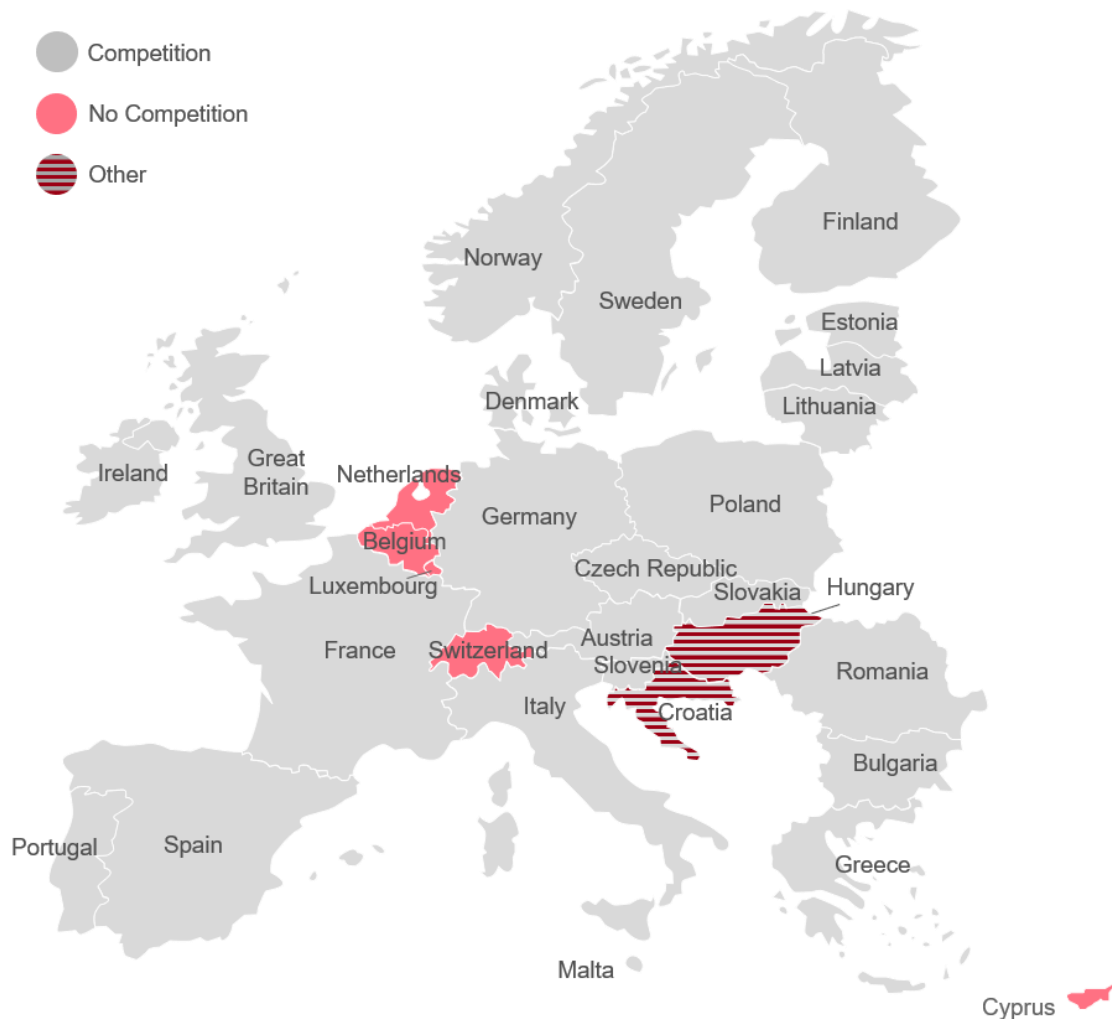 Competition
No Competition
Other
Finland
Norway
Sweden
Estonia
Latvia
Denmark
Lithuania
Great
Britain
Ireland
Netherlands
Poland
Germany
Belgium
Czech Republic
Luxembourg
Slovakia
Hungary
Austria
France
Switzerland
Slovenia
Romania
Italy
Croatia
Bulgaria
Portugal
Spain
Greece
Malta
Cyprus